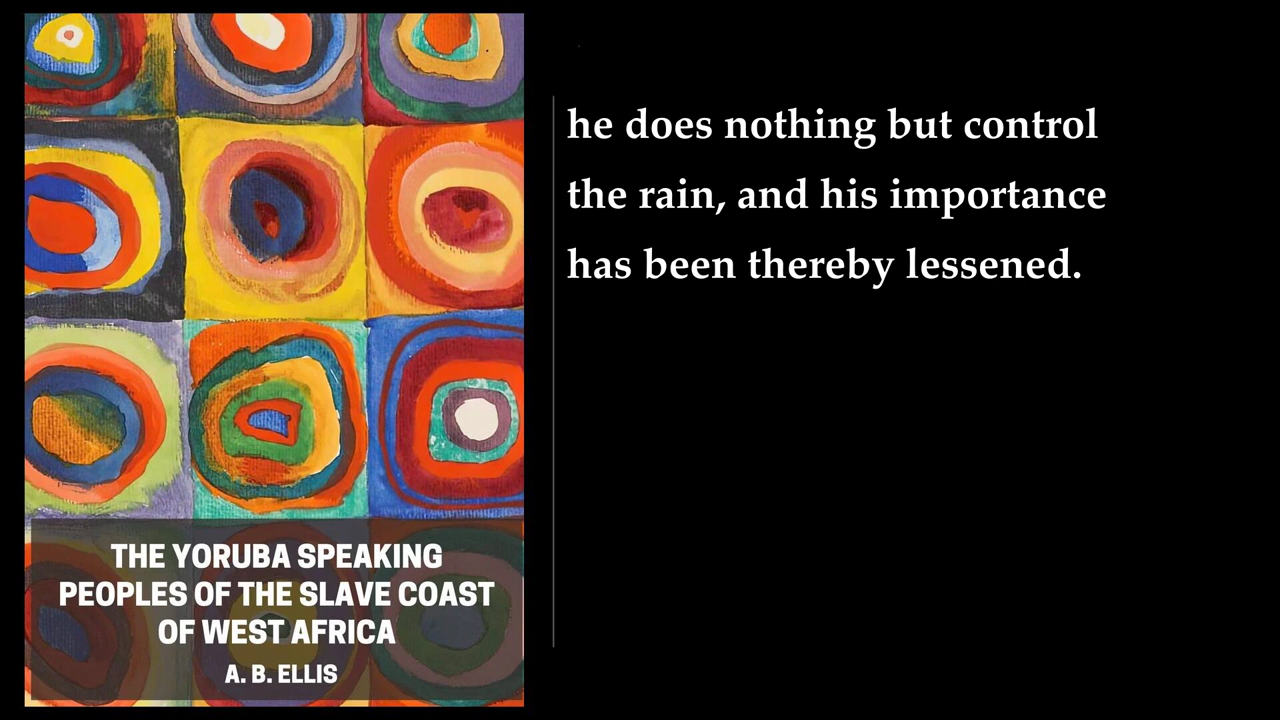 he does nothing but control
the rain, and his importance
has been thereby lessened.
THE YORUBA SPEAKING
PEOPLES OF THE SLAVE COAST
OF WEST AFRICA
A. B. ELLIS